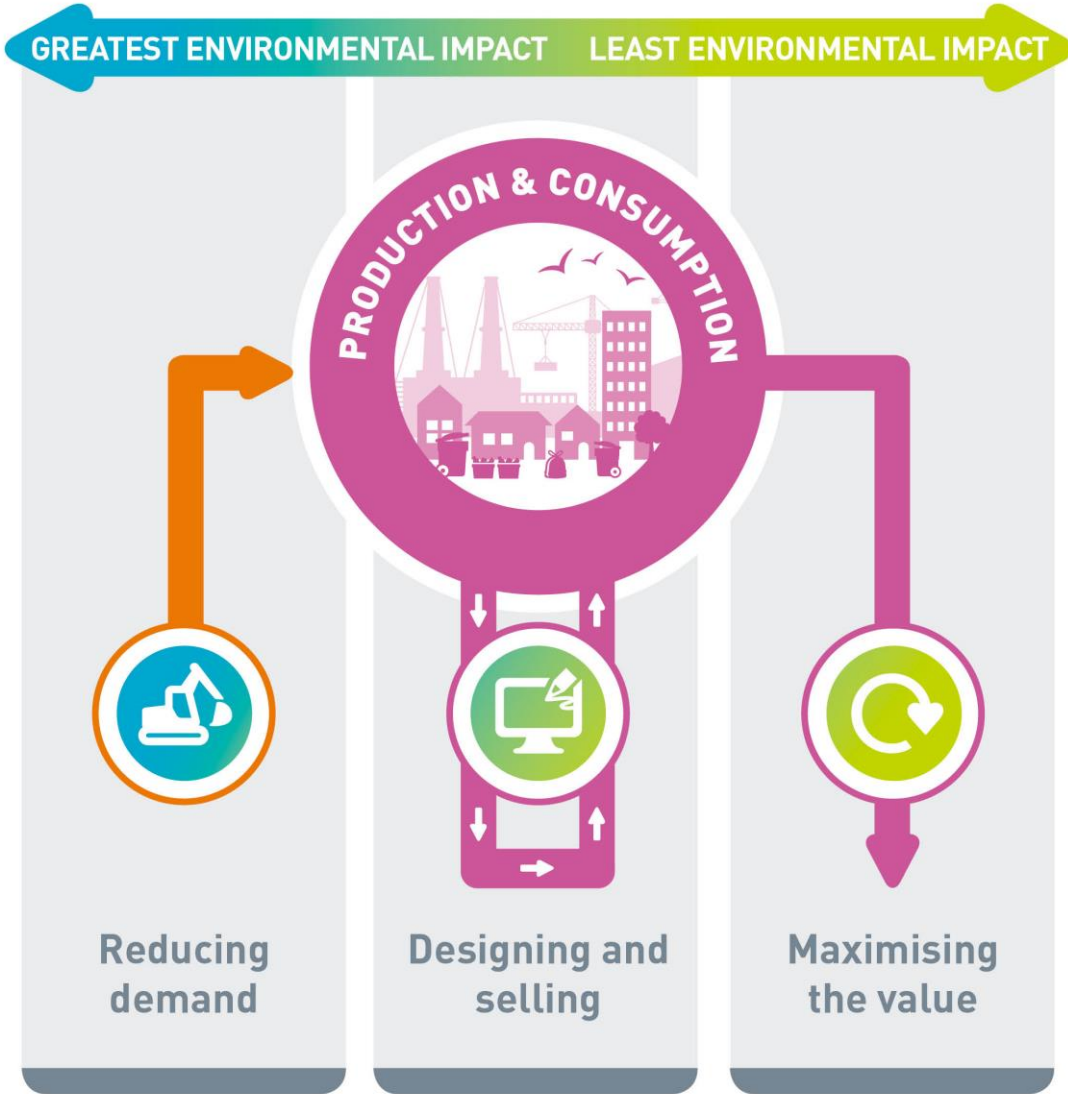 GREATEST ENVIRONMENTAL IMPACT LEAST ENVIRONMENTAL IMPACT
PRODUCTION & CONSUMPTION
Reducing
demand
Designing and
selling
Maximising
the value